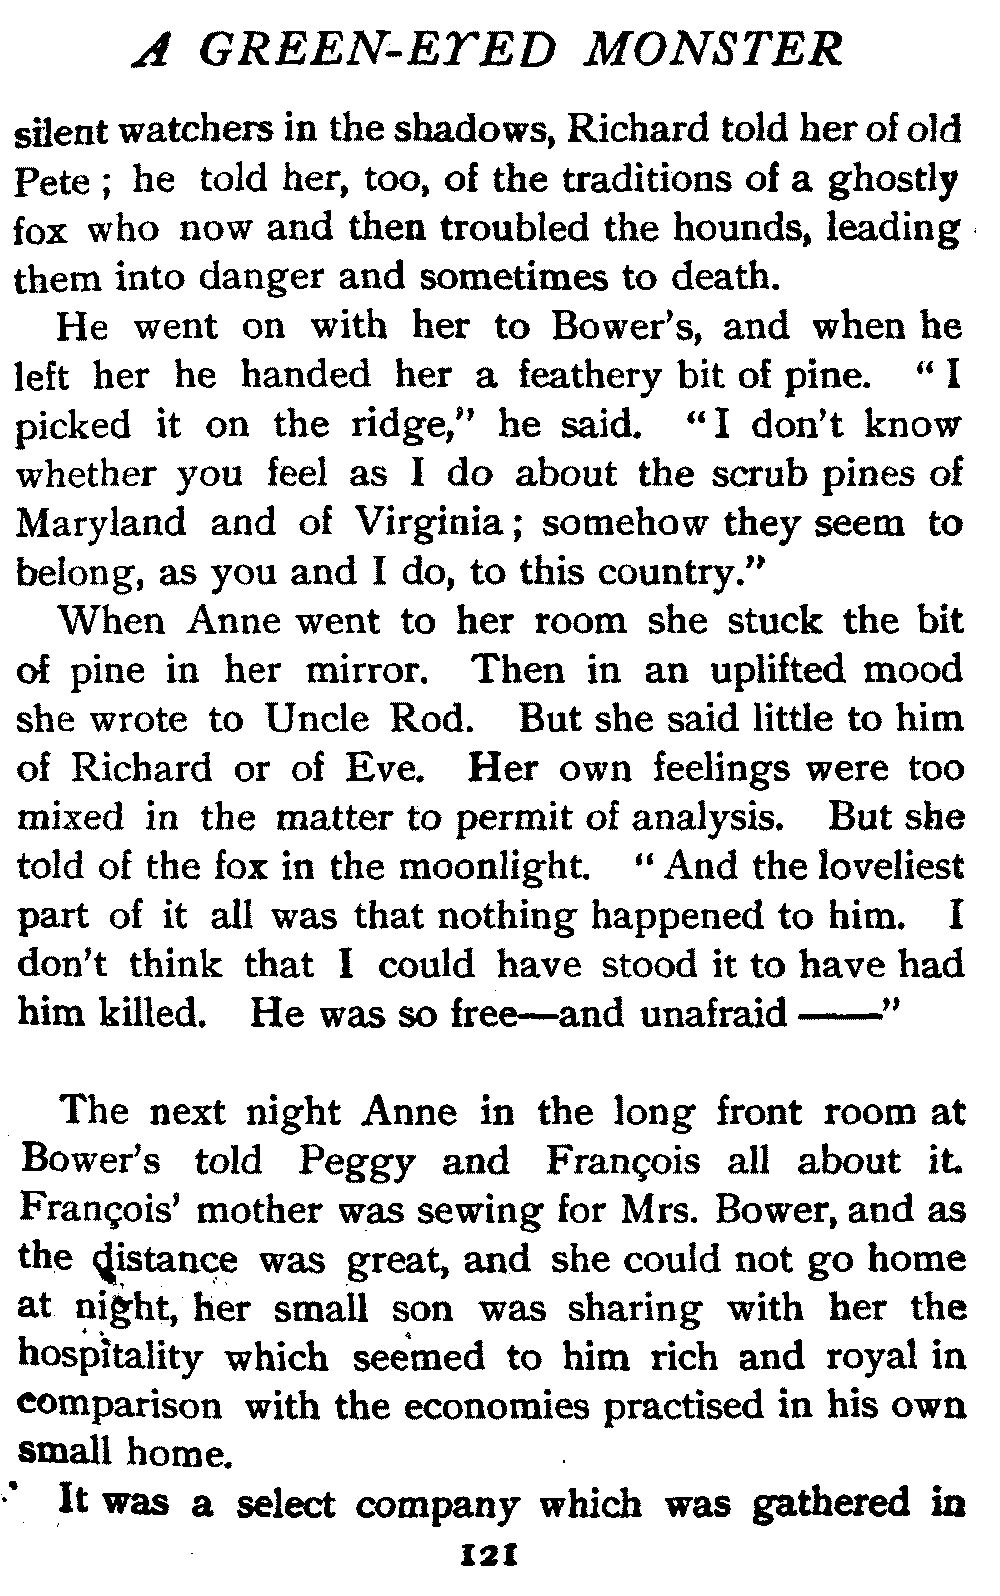 A GREEN-EYED MONSTER
silent watchers in the shadows, Richard told her of old
Pete ; he told her, too, of the traditions of a ghostly
fox who now and then troubled the hounds, leading
them into danger and sometimes to death.
He went on with her to Bower's, and when he
left her he handed her a feathery bit of pine. " I
picked it on the ridge," he said. "I don't know
whether you feel as I do about the scrub pines of
Maryland and of Virginia; somehow they seem to
belong, as you and I do, to this country."
When Anne went to her room she stuck the bit
of pine in her mirror. Then in an uplifted mood
she wrote to Uncle Rod. But she said little to him
of Richard or of Eve. Her own feelings were too
mixed in the matter to permit of analysis. But she
told of the fox in the moonlight. " And the loveliest
part of it all was that nothing happened to him. I
don't think that I could have stood it to have had
him killed. He was so free—and unafraid ——"
The next night Anne in the long front room at
Bower's told Peggy and François all about it.
François' mother was sewing for Mrs. Bower, and as
the distance was great, and she could not go home
at night, her small son was sharing with her the
hospitality which seemed to him rich and royal in
comparison with the economies practised in his own
small home.
It was a select company which was gathered in
121